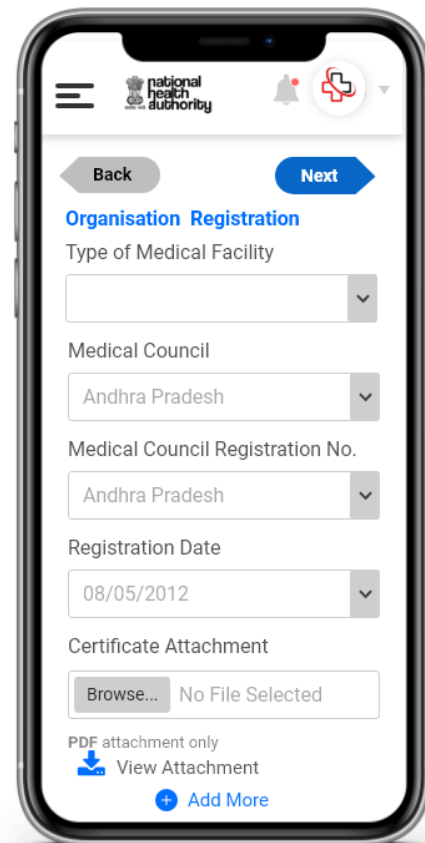 national
health
authority
Back
Next
Organisation Registration
Type of Medical Facility
Medical Council
Andhra Pradesh
Medical Council Registration No.
Andhra Pradesh
Registration Date
08/05/2012
Certificate Attachment
Browse... No File Selected
PDF attachment only
View Attachment
Add More